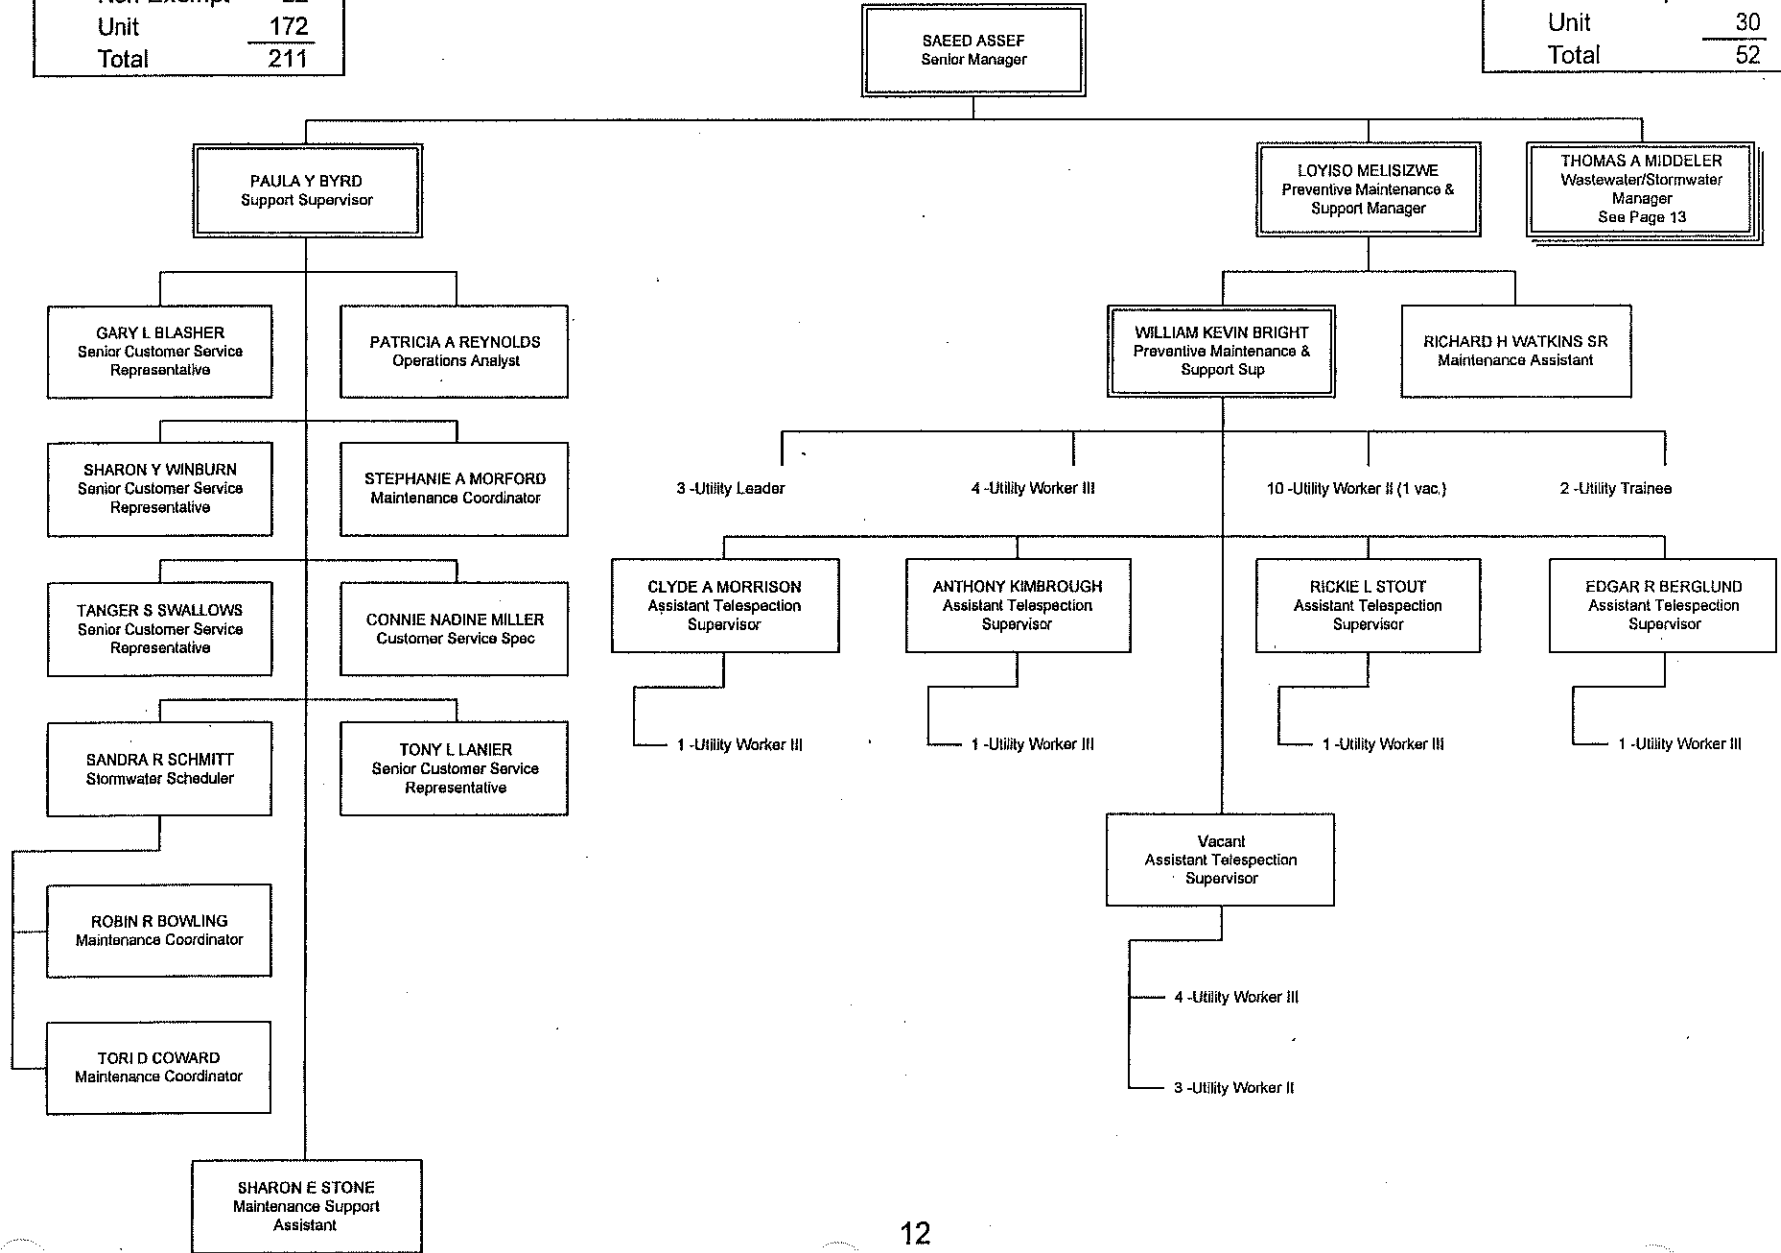 Non-Exempt 22
Unit 172
Total 211
Unit 30
Total 52
SAEED ASSEF
Senior Manager
PAULA Y BYRD
Support Supervisor
LOYISO MELISIZWE
Preventive Maintenance &
Support Manager
THOMAS A MIDDELER
Wastewater/Stormwater
Manager
See Page 13
GARY L BLASHER
Senior Customer Service
Representative
PATRICIA A REYNOLDS
Operations Analyst
WILLIAM KEVIN BRIGHT
Preventive Maintenance &
Support Sup
RICHARD H WATKINS SR
Maintenance Assistant
SHARON Y WINBURN
Senior Customer Service
Representative
STEPHANIE A MORFORD
Maintenance Coordinator
3 -Utility Leader
4 -Utility Worker III
10 -Utility Worker II (1 vac.)
2 -Utility Trainee
TANGER S SWALLOWS
Senior Customer Service
Representative
CONNIE NADINE MILLER
Customer Service Spec
CLYDE A MORRISON
Assistant Telespection
Supervisor
ANTHONY KIMBROUGH
Assistant Telespection
Supervisor
RICKIE L STOUT
Assistant Telespection
Supervisor
EDGAR R BERGLUND
Assistant Telespection
Supervisor
SANDRA R SCHMITT
Stormwater Scheduler
TONY L LANIER
Senior Customer Service
Representative
1 -Utility Worker III
1 -Utility Worker III
1 -Utility Worker III
1 -Utility Worker III
Vacant
Assistant Telespection
Supervisor
ROBIN R BOWLING
Maintenance Coordinator
4 -Utility Worker III
TORI D COWARD
Maintenance Coordinator
3 -Utility Worker II
SHARON E STONE
Maintenance Support
Assistant
12